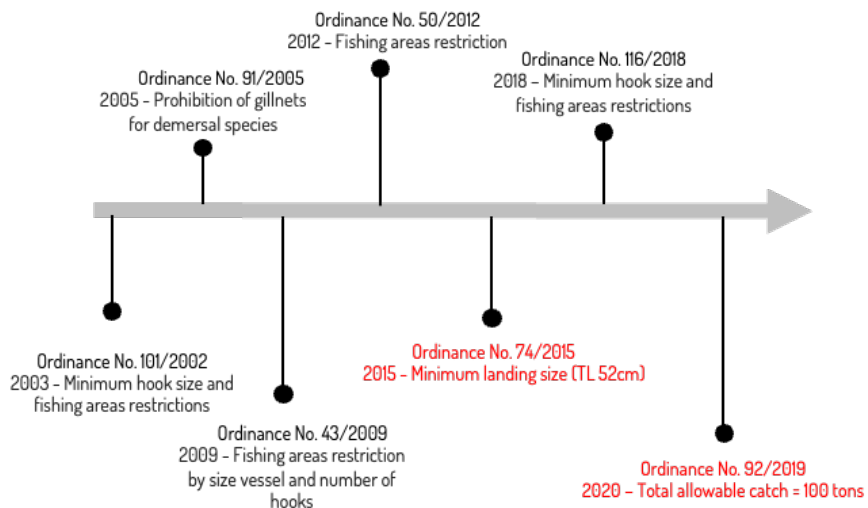 Ordinance No. 50/2012
2012 - Fishing areas restriction
Ordinance No. 116/2018
2018 - Minimum hook size and
fishing areas restrictions
Ordinance No. 91/2005
2005 - Prohibition of gillnets
for demersal species
Ordinance No. 101/2002
2003 - Minimum hook size and
fishing areas restrictions
Ordinance No. 74/2015
2015 - Minimum landing size (TL 52cm)
Ordinance No. 43/2009
2009 - Fishing areas restriction
by size vessel and number of
hooks
Ordinance No. 92/2019
2020 - Total allowable catch = 100 tons